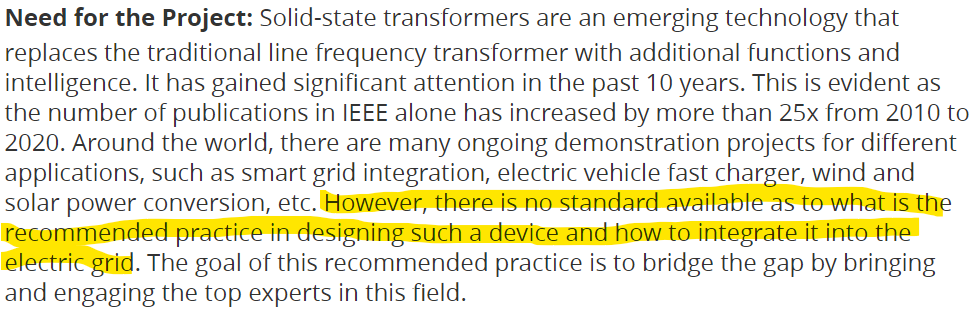 Need for the Project: Solid-state transformers are an emerging technology that
replaces the traditional line frequency transformer with additional functions and
intelligence. It has gained significant attention in the past 10 years. This is evident as
the number of publications in IEEE alone has increased by more than 25x from 2010 to
2020. Around the world, there are many ongoing demonstration projects for different
applications, such as smart grid integration, electric vehicle fast charger, wind and
solar power conversion, etc. However, there is no standard available as to what is the
recommended practice in designing such a device and how to integrate it into the
electric grid. The goal of this recommended practice is to bridge the gap by bringing
and engaging the top experts in this field.